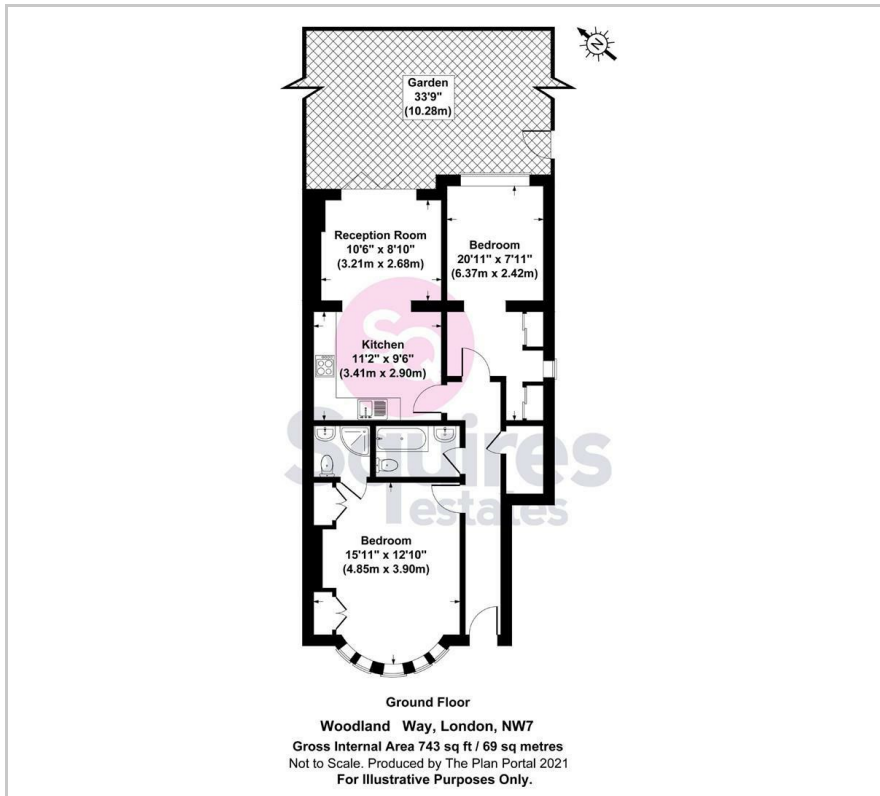 N
Garden
33'9"
(10.28m)
Reception Room
10'6" x 8'10"
(3.21m x 2.68m)
Bedroom
20'11" x 7'11"
(6.37m x 2.42m)
Kitchen
11'2" x 9'6"
(3.41m x 2.90m)
Squires
estates
Bedroom
15'11" x 12'10"
(4.85m x 3.90m)
Ground Floor
Woodland Way, London, NW7
Gross Internal Area 743 sq ft / 69 sq metres
Not to Scale. Produced by The Plan Portal 2021
For Illustrative Purposes Only.